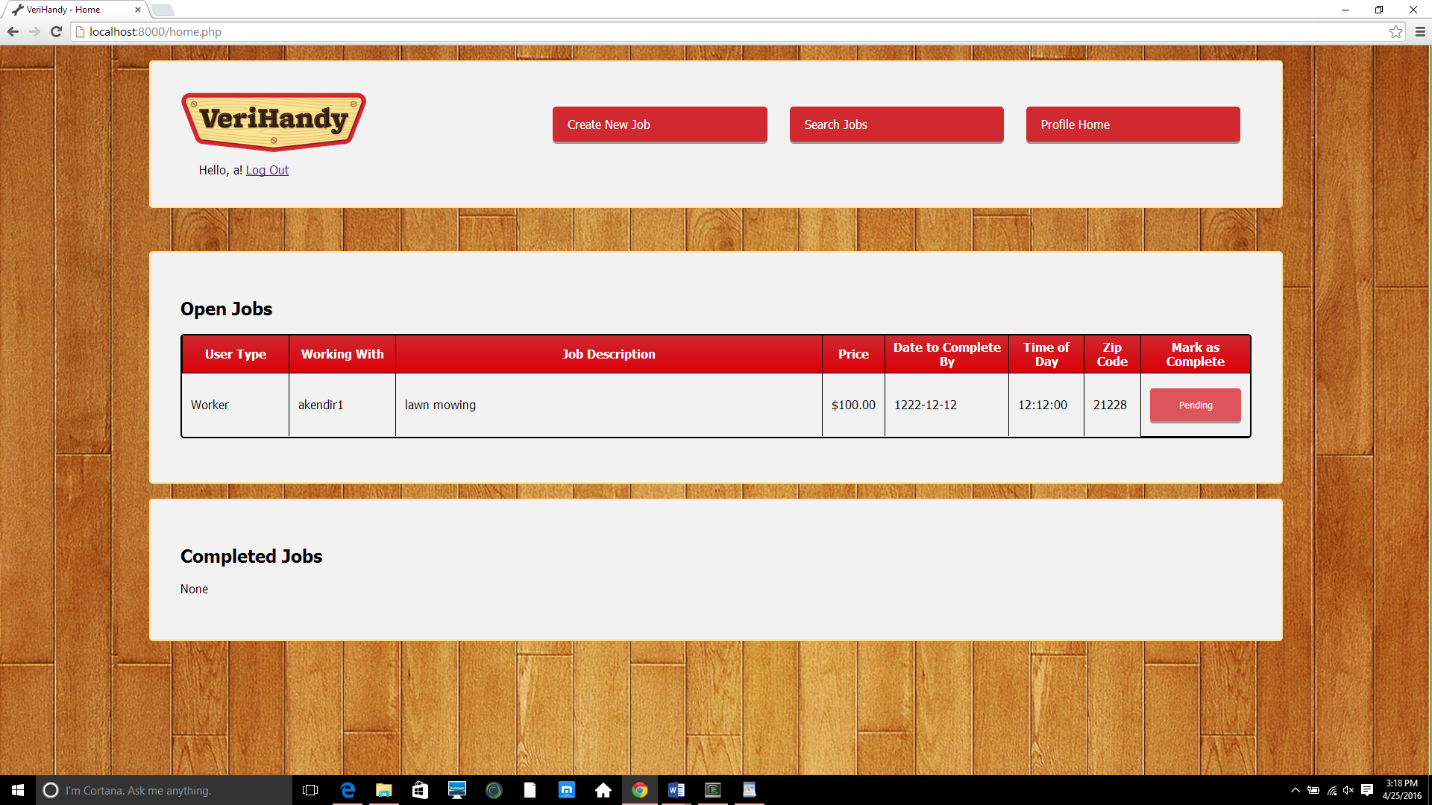 VeriHandy - Home
localhost:8000/home.php
VeriHandy
Create New Job
Search Jobs
Profile Home
Hello, a! Log Out
Open Jobs
User Type
Working With
Job Description
Price
Date to Complete
By
Time of
Day
Zip
Code
Mark as
Complete
Worker
akendir1
lawn mowing
$100.00
1222-12-12
12:12:00
21228
Pending
Completed Jobs
None
I'm Cortana. Ask me anything.
3:18 PM
4/25/2016